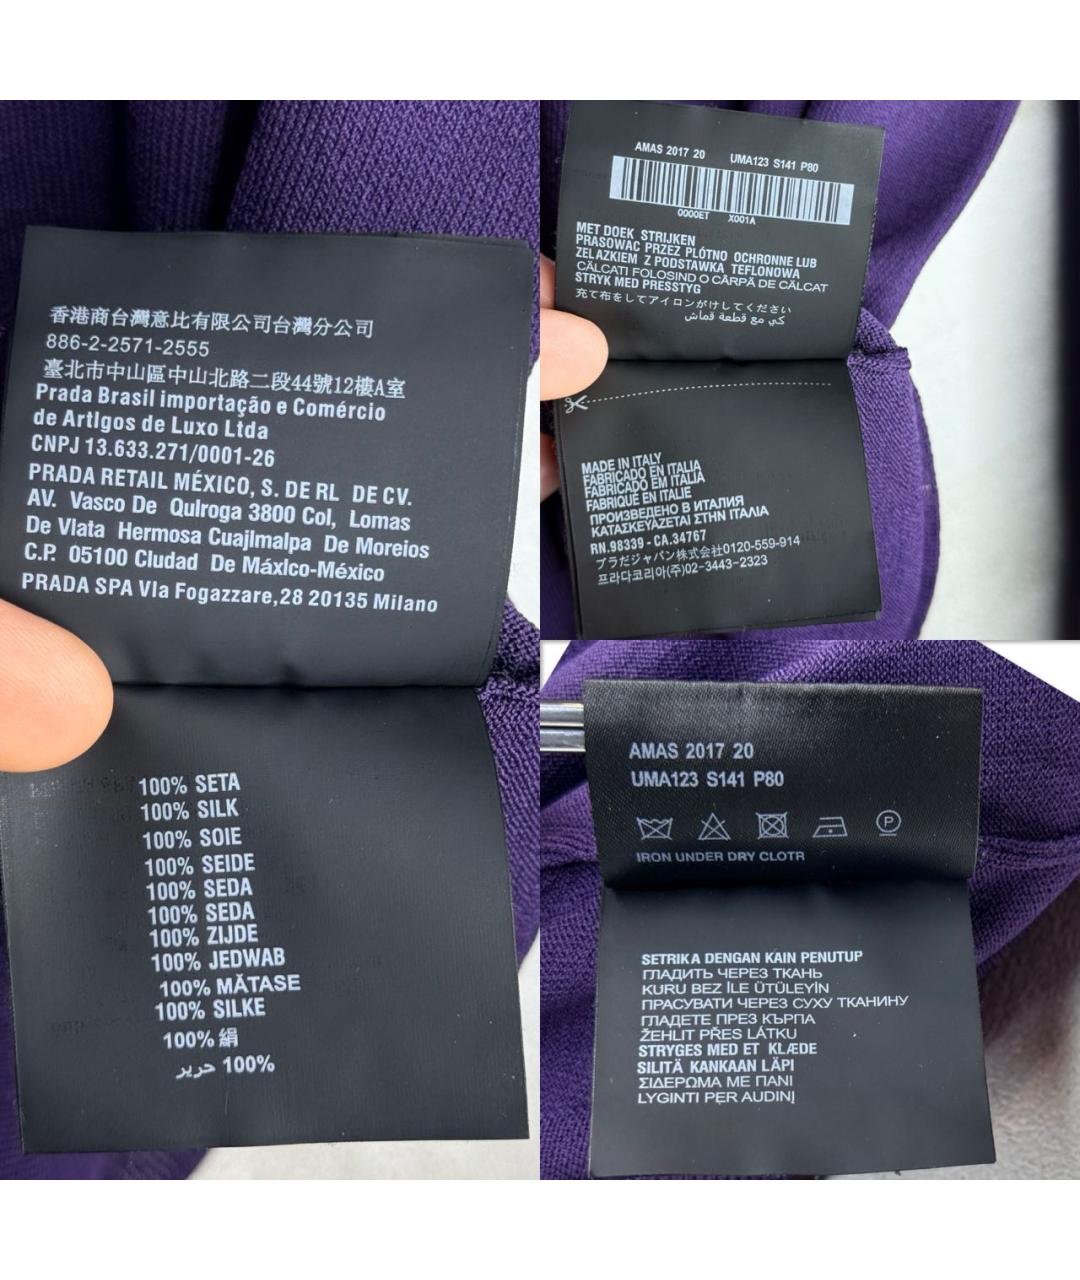 香港商台灣意比有限公司台灣分公司
886-2-2571-2555
臺北市中山區中山北路二段44號12樓A室
Prada Brasil importação e Comércio
de ArtIgos de Luxo Ltda
CNPJ 13.633.271/0001-26
PRADA RETAIL MÉXICO, S. DE RL DE CV.
AV. Vasco De QuIroga 3800 Col, Lomas
De VIata Hermosa CuajImalpa De Moreios
C.P. 05100 CIudad De MáxIco-México
PRADA SPA VIa Fogazzare,28 20135 Milano
100% SETA
100% SILK
100% SOIE
100% SEIDE
100% SEDA
100% SEDA
100% ZIJDE
100% JEDWAB
100% MĂTASE
100% SILKE
100% 絹
100% حرير
AMAS 2017 20 UMA123 S141 P80
0000ET X001A
MET DOEK STRIJKEN
PRASOWAC PRZEZ PLÓTNO OCHRONNE LUB
ZELAZKIEM Z PODSTAWKA TEFLONOWA
CĂLCATI FOLOSIND O CÂRPĂ DE CĂLCAT
STRYK MED PRESSTYG
充て布をしてアイロンがけしてください
كي مع قطعة قماش
MADE IN ITALY
FABRICADO EN ITALIA
FABRICADO EM ITALIA
FABRIQUÉ EN ITALIE
ПРОИЗВЕДЕНО В ИТАЛИЯ
ΚΑΤΑΣΚΕΥΑΖΕΤΑΙ ΣΤΗΝ ΙΤΑΛΙΑ
RN.98339 - CA.34767
プラだジャパン株式会社0120-559-914
프라다코리아(주)02-3443-2323
AMAS 2017 20
UMA123 S141 P80
P
IRON UNDER DRY CLOTR
SETRIKA DENGAN KAIN PENUTUP
ГЛАДИТЬ ЧЕРЕЗ ТКАНЬ
KURU BEZ İLE ÜTÜLEYİN
ПРАСУВАТИ ЧЕРЕЗ СУХУ ТКАНИНУ
ГЛАДЕТЕ ПРЕЗ КЪРПА
ŽEHLIT PŘES LÁTKU
STRYGES MED ET KLÆDE
SILITÄ KANKAAN LÄPI
ΣΙΔΕΡΩΜΑ ΜΕ ΠΑΝΙ
LYGINTI PER AUDINĮ